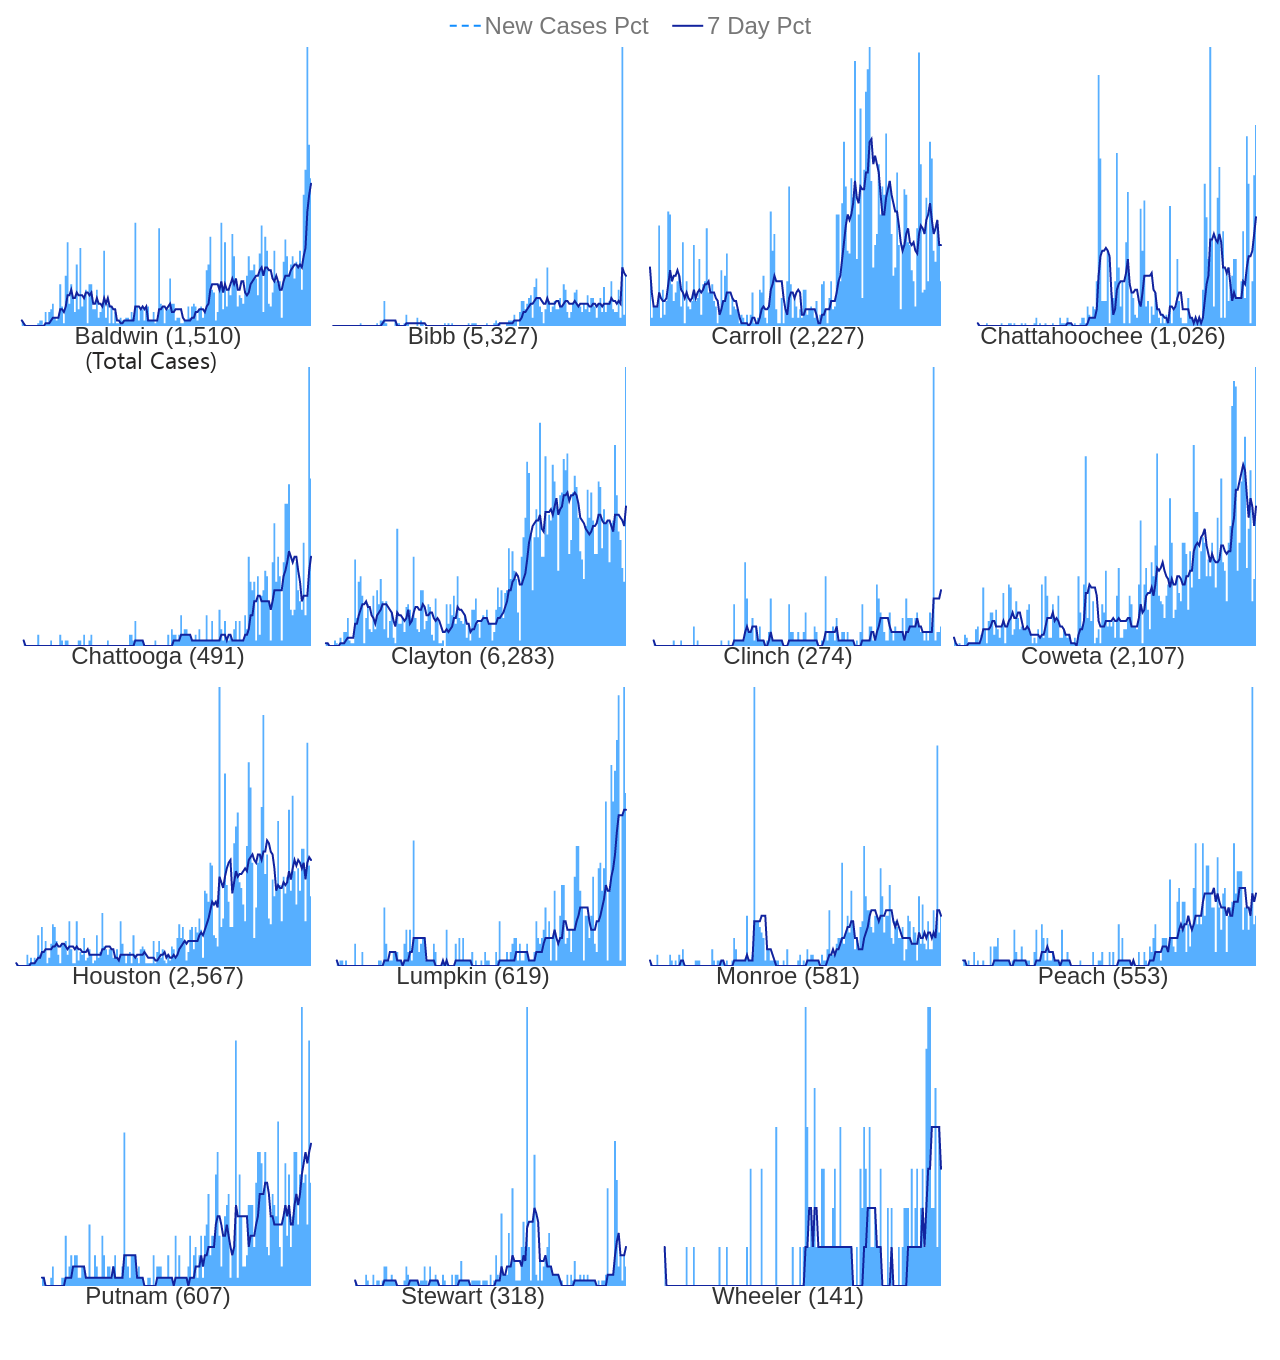 New Cases Pct 7 Day Pct
Baldwin (1,510) Bibb (5,327) Carroll (2,227) Chattahoochee (1,026)
(Total Cases)
Chattooga (491) Clayton (6,283) Clinch (274) Coweta (2,107)
Houston (2,567) Lumpkin (619) Monroe (581) Peach (553)
Putnam (607) Stewart (318) Wheeler (141)